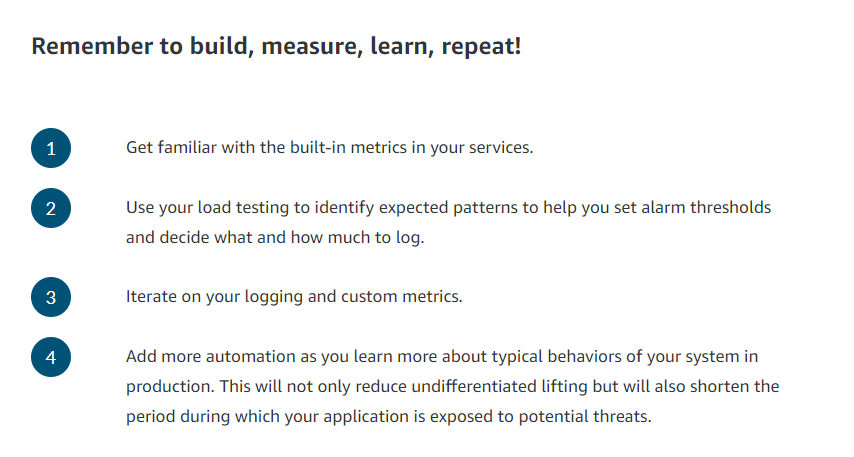 Remember to build, measure, learn, repeat!
1
Get familiar with the built-in metrics in your services.
2
Use your load testing to identify expected patterns to help you set alarm thresholds
and decide what and how much to log.
3
Iterate on your logging and custom metrics.
4
Add more automation as you learn more about typical behaviors of your system in
production. This will not only reduce undifferentiated lifting but will also shorten the
period during which your application is exposed to potential threats.